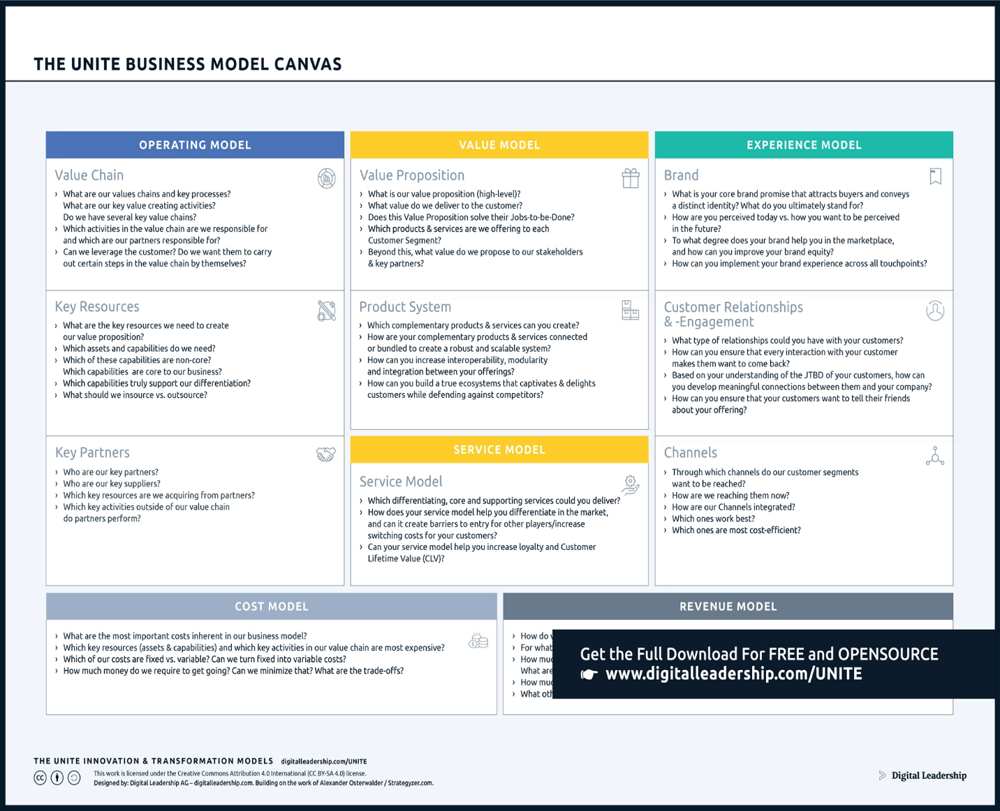 THE UNITE BUSINESS MODEL CANVAS
OPERATING MODEL
Value Chain
› What are our values chains and key processes?
What are our key value creating activities?
Do we have several key value chains?
› Which activities in the value chain are we responsible for
and which are our partners responsible for?
› Can we leverage the customer? Do we want them to carry
out certain steps in the value chain by themselves?
Key Resources
› What are the key resources we need to create
our value proposition?
› Which assets and capabilities do we need?
› Which of these capabilities are non-core?
Which capabilities are core to our business?
› Which capabilities truly support our differentiation?
› What should we insource vs. outsource?
Key Partners
› Who are our key partners?
› Who are our key suppliers?
› Which key resources are we acquiring from partners?
› Which key activities outside of our value chain
do partners perform?
VALUE MODEL
Value Proposition
› What is our value proposition (high-level)?
› What value do we deliver to the customer?
› Does this Value Proposition solve their Jobs-to-be-Done?
› Which products & services are we offering to each
Customer Segment?
› Beyond this, what value do we propose to our stakeholders
& key partners?
Product System
› Which complementary products & services can you create?
› How are your complementary products & services connected
or bundled to create a robust and scalable system?
› How can you increase interoperability, modularity
and integration between your offerings?
› How can you build a true ecosystems that captivates & delights
customers while defending against competitors?
SERVICE MODEL
Service Model
› Which differentiating, core and supporting services could you deliver?
› How does your service model help you differentiate in the market,
and can it create barriers to entry for other players/increase
switching costs for your customers?
› Can your service model help you increase loyalty and Customer
Lifetime Value (CLV)?
EXPERIENCE MODEL
Brand
› What is your core brand promise that attracts buyers and conveys
a distinct identity? What do you ultimately stand for?
› How are you perceived today vs. how you want to be perceived
in the future?
› To what degree does your brand help you in the marketplace,
and how can you improve your brand equity?
› How can you implement your brand experience across all touchpoints?
Customer Relationships
& -Engagement
› What type of relationships could you have with your customers?
› How can you ensure that every interaction with your customer
makes them want to come back?
› Based on your understanding of the JTBD of your customers, how can
you develop meaningful connections between them and your company?
› How can you ensure that your customers want to tell their friends
about your offering?
Channels
› Through which channels do our customer segments
want to be reached?
› How are we reaching them now?
› How are our Channels integrated?
› Which ones work best?
› Which ones are most cost-efficient?
COST MODEL
› What are the most important costs inherent in our business model?
› Which key resources (assets & capabilities) and which key activities in our value chain are most expensive?
› Which of our costs are fixed vs. variable? Can we turn fixed into variable costs?
› How much money do we require to get going? Can we minimize that? What are the trade-offs?
REVENUE MODEL
› How do
› For what
› How
What are
› How
› What
Get the Full Download For FREE and OPENSOURCE
www.digitalleadership.com/UNITE
THE UNITE INNOVATION & TRANSFORMATION MODELS digitalleadership.com/UNITE
This work is licensed under the Creative Commons Attribution 4.0 International (CC BY-SA 4.0) license.
Designed by: Digital Leadership AG – digitalleadership.com. Building on the work of Alexander Osterwalder / Strategyzer.com.
cc
Digital Leadership